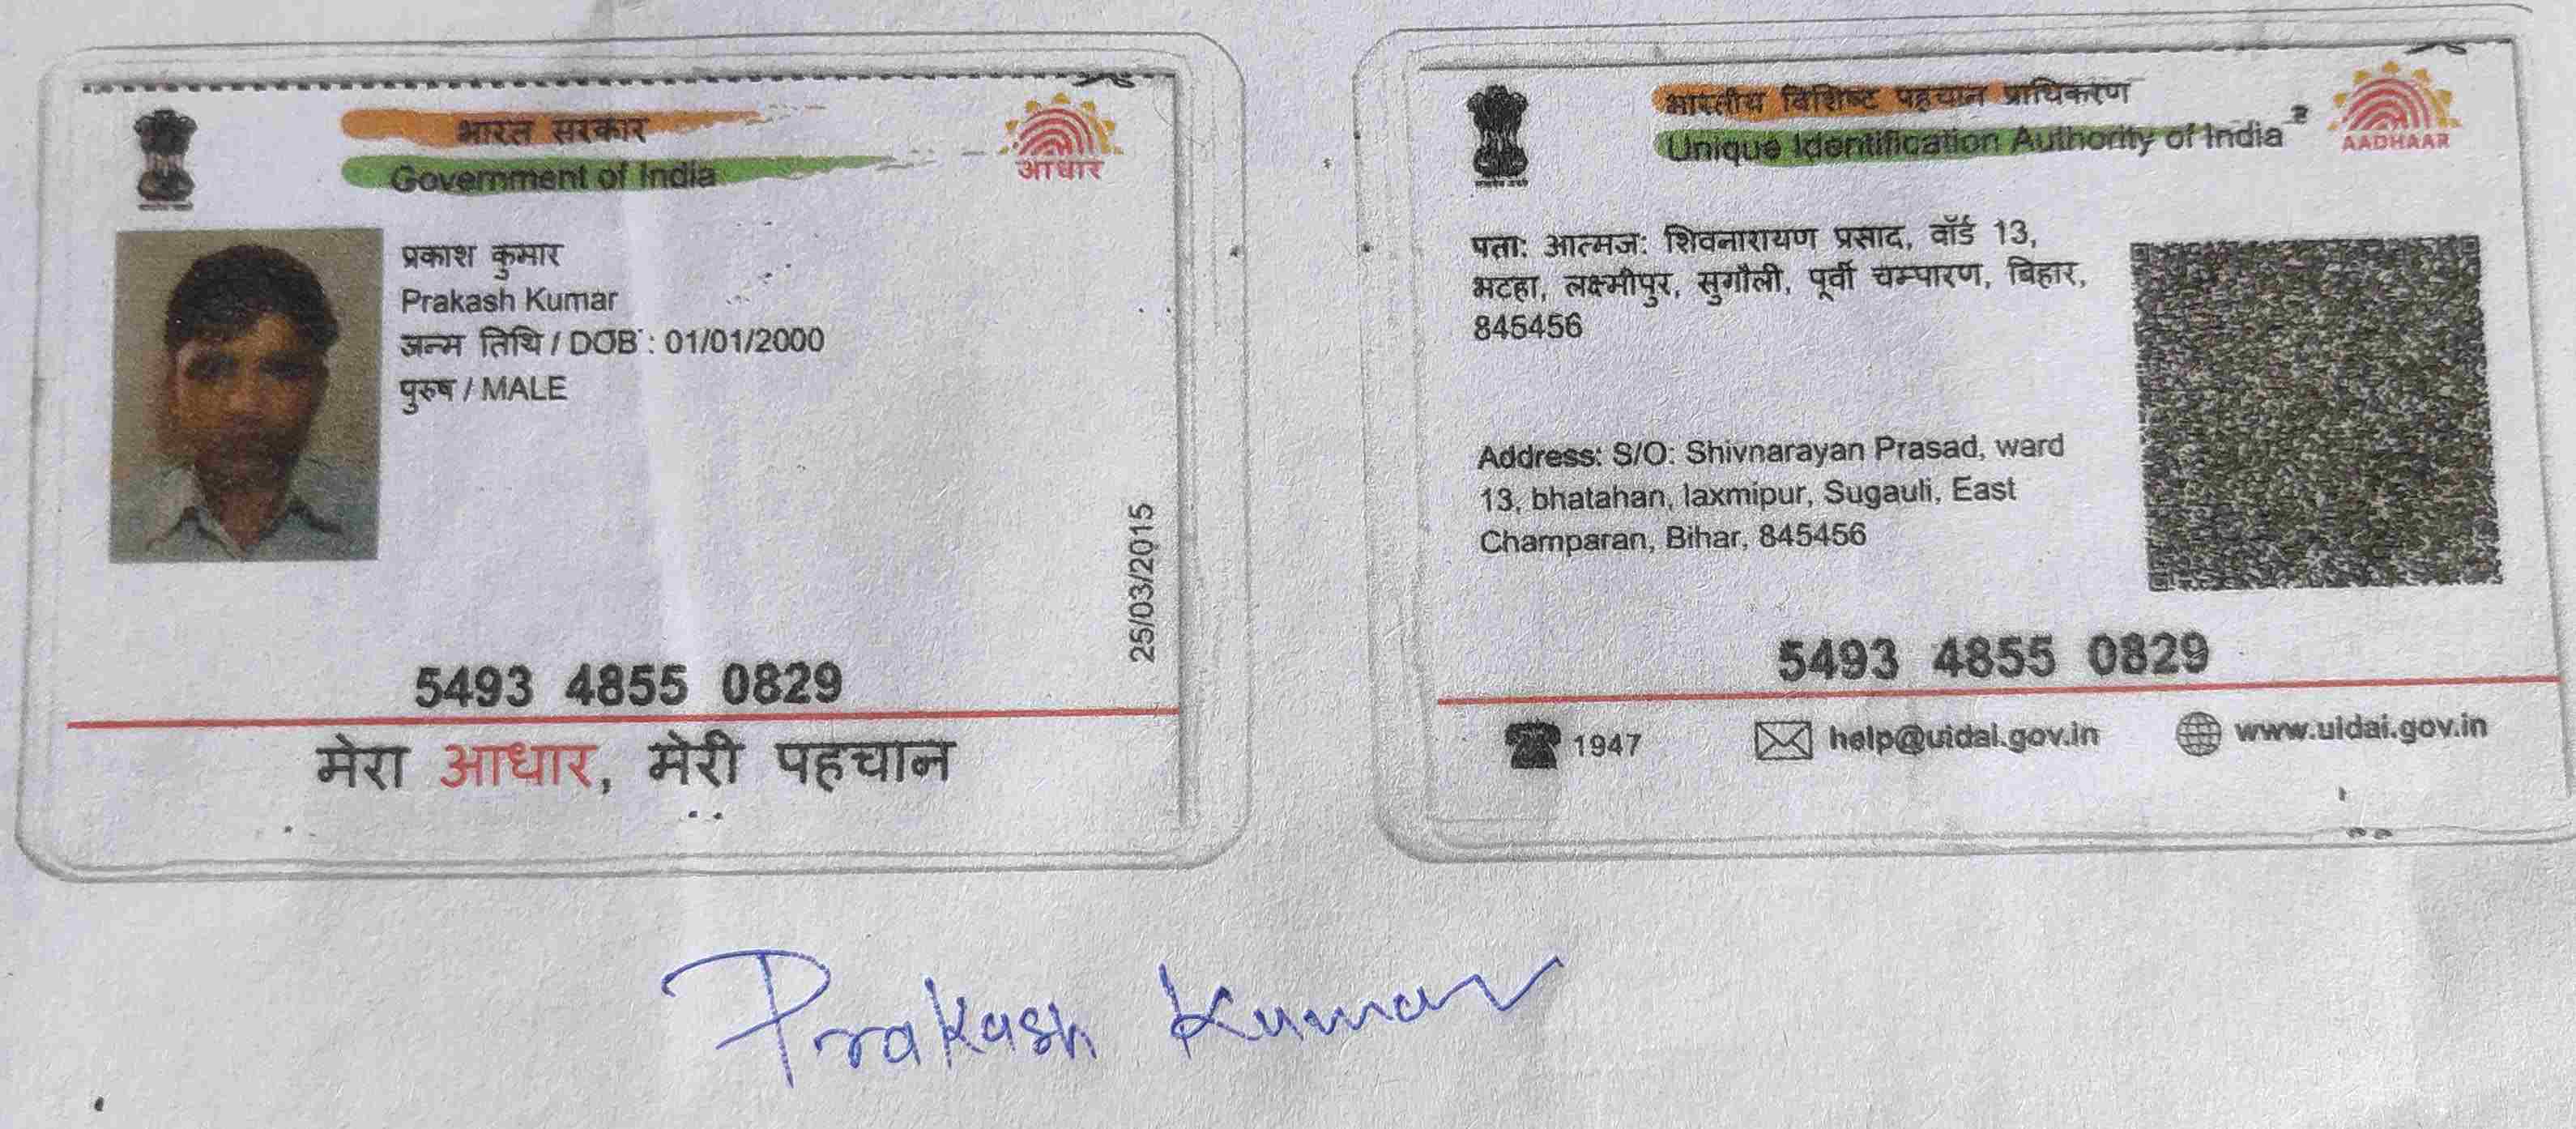 भारत सरकार
Government of India
आधार
प्रकाश कुमार
Prakash Kumar
जन्म तिथि / DOB : 01/01/2000
पुरुष / MALE
25/03/2015
5493 4855 0829
मेरा आधार, मेरी पहचान
भारतीय विशिष्ट पहचान प्राधिकरण
Unique Identification Authority of India
AADHAAR
पता: आत्मज: शिवनारायण प्रसाद, वॉर्ड 13,
भटहा, लक्ष्मीपुर, सुगौली, पूर्वी चम्पारण, बिहार,
845456
Address: S/O: Shivnarayan Prasad, ward
13, bhatahan, laxmipur, Sugauli, East
Champaran, Bihar, 845456
5493 4855 0829
1947
help@uidai.gov.in
www.uidai.gov.in
Prakash Kumar